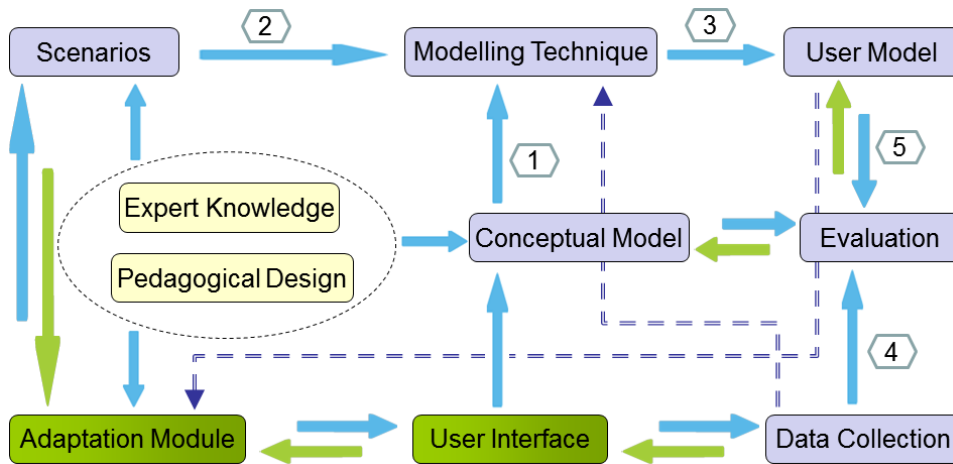 2
3
Scenarios
Modelling Technique
User Model
1
5
Expert Knowledge
Conceptual Model
Evaluation
Pedagogical Design
4
Adaptation Module
User Interface
Data Collection